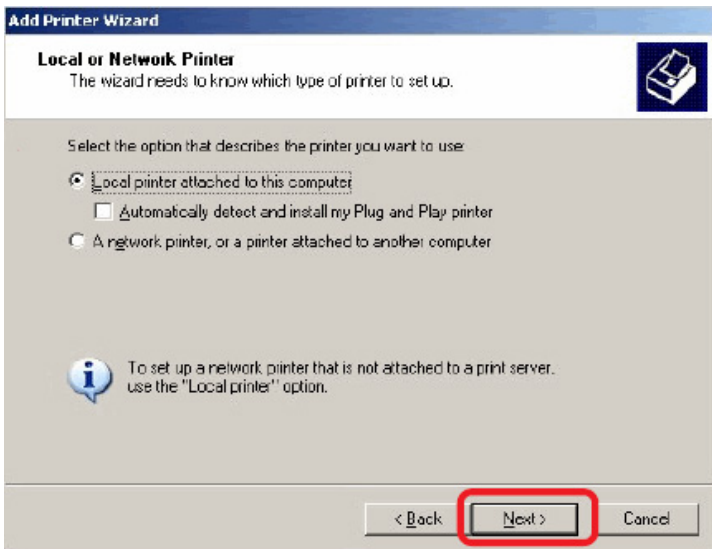 Add Printer Wizard
Local or Network Printer
The wizard needs to know which type of printer to set up.
Select the option that describes the printer you want to use:
Local printer attached to this computer
Automatically detect and install my Plug and Play printer
A network printer, or a printer attached to another computer
To set up a network printer that is not attached to a print server,
use the "Local printer" option.
< Back
Next >
Cancel